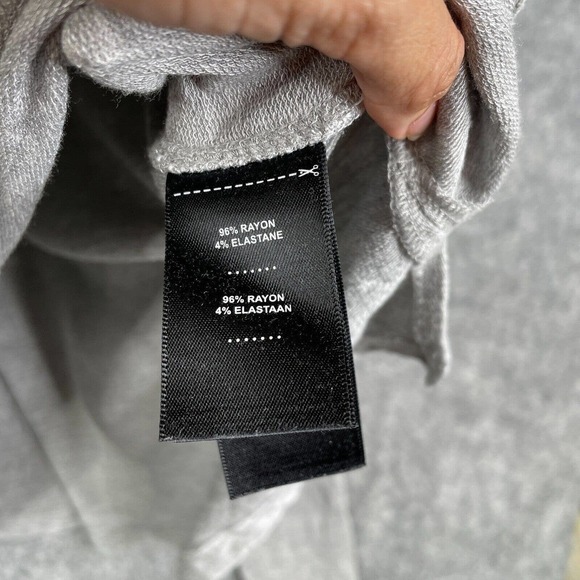 96% RAYON
4% ELASTANE
.......
96% RAYON
4% ELASTAAN
.......